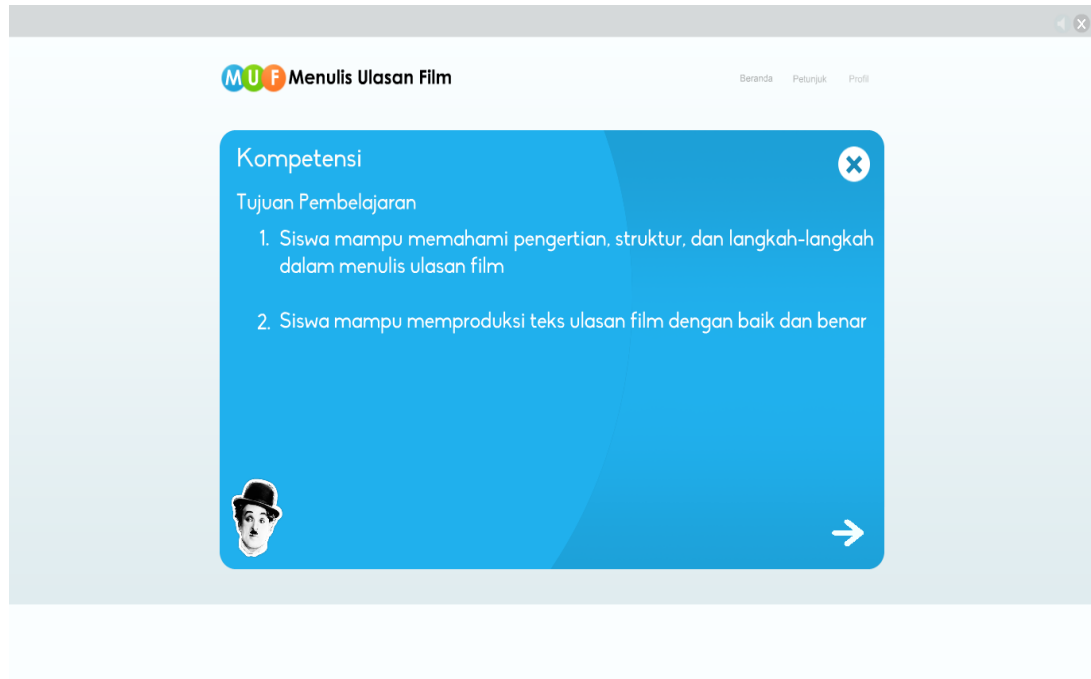 MUF Menulis Ulasan Film
Beranda Petunjuk Profil
Kompetensi
Tujuan Pembelajaran
1. Siswa mampu memahami pengertian, struktur, dan langkah-langkah
dalam menulis ulasan film
2. Siswa mampu memproduksi teks ulasan film dengan baik dan benar